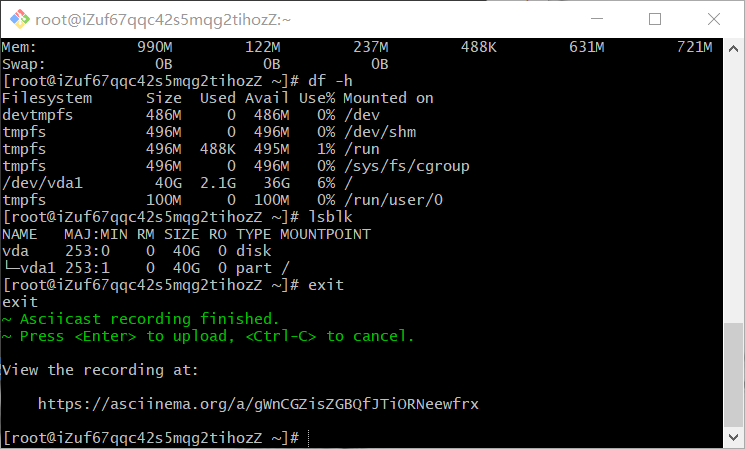 root@iZuf67qqc42s5mqg2tihozZ:~
Mem:           990M        122M        237M        488K        631M        721M
Swap:            0B          0B          0B
[root@iZuf67qqc42s5mqg2tihozZ ~]# df -h
Filesystem      Size  Used Avail Use% Mounted on
devtmpfs        486M     0  486M   0% /dev
tmpfs           496M     0  496M   0% /dev/shm
tmpfs           496M  488K  495M   1% /run
tmpfs           496M     0  496M   0% /sys/fs/cgroup
/dev/vda1        40G  2.1G   36G   6% /
tmpfs           100M     0  100M   0% /run/user/0
[root@iZuf67qqc42s5mqg2tihozZ ~]# lsblk
NAME   MAJ:MIN RM SIZE RO TYPE MOUNTPOINT
vda    253:0    0  40G  0 disk
└─vda1 253:1    0  40G  0 part /
[root@iZuf67qqc42s5mqg2tihozZ ~]# exit
exit
~ Asciicast recording finished.
~ Press <Enter> to upload, <Ctrl-C> to cancel.
View the recording at:
https://asciinema.org/a/gWnCGZisZGBQfJTiORNeewfrx
[root@iZuf67qqc42s5mqg2tihozZ ~]#